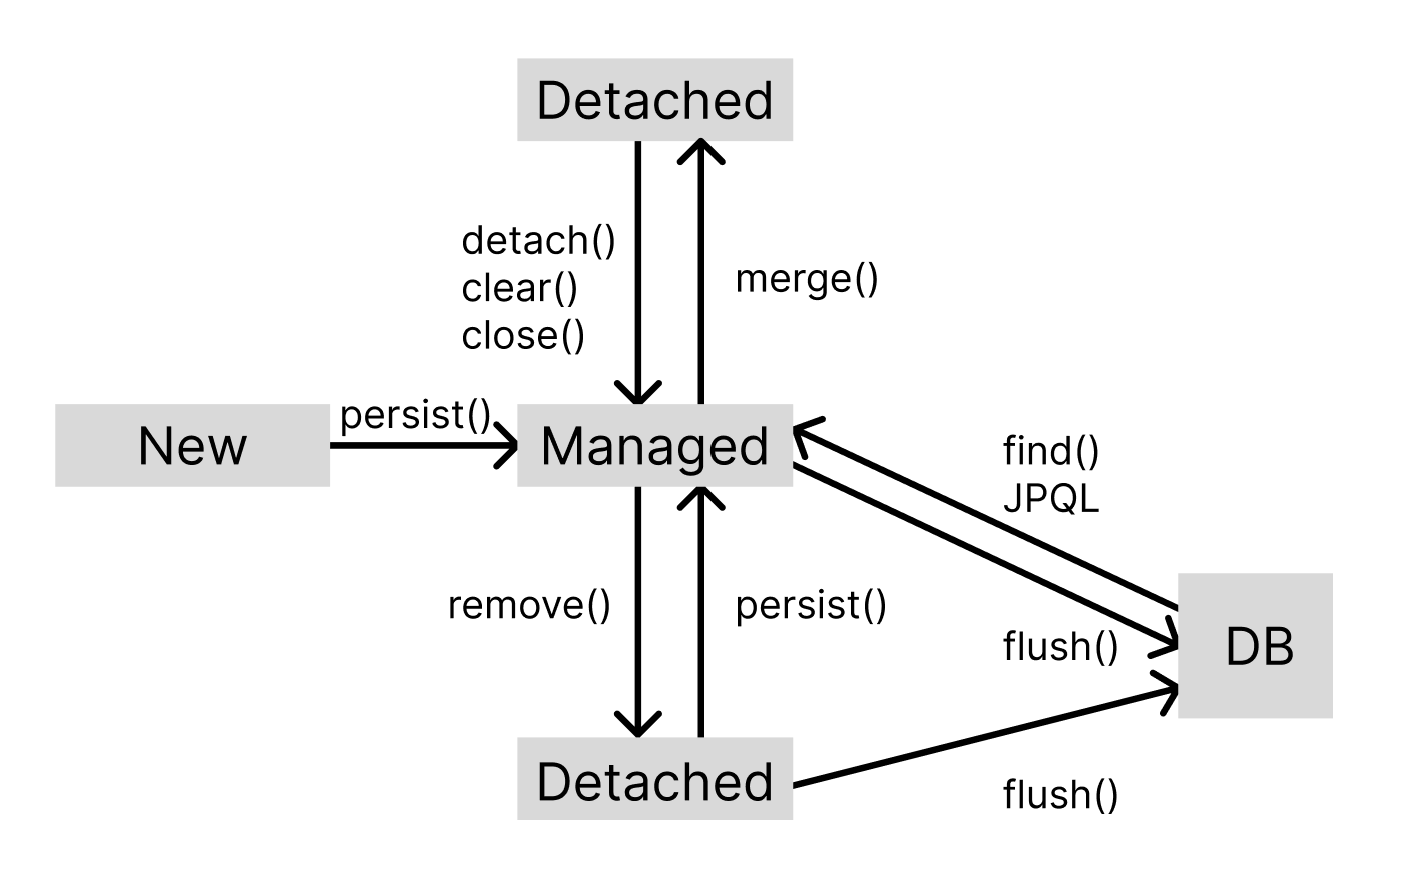 Detached
detach()
clear()
close()
merge()
New
persist()
Managed
find()
JPQL
remove()
persist()
flush()
DB
Detached
flush()